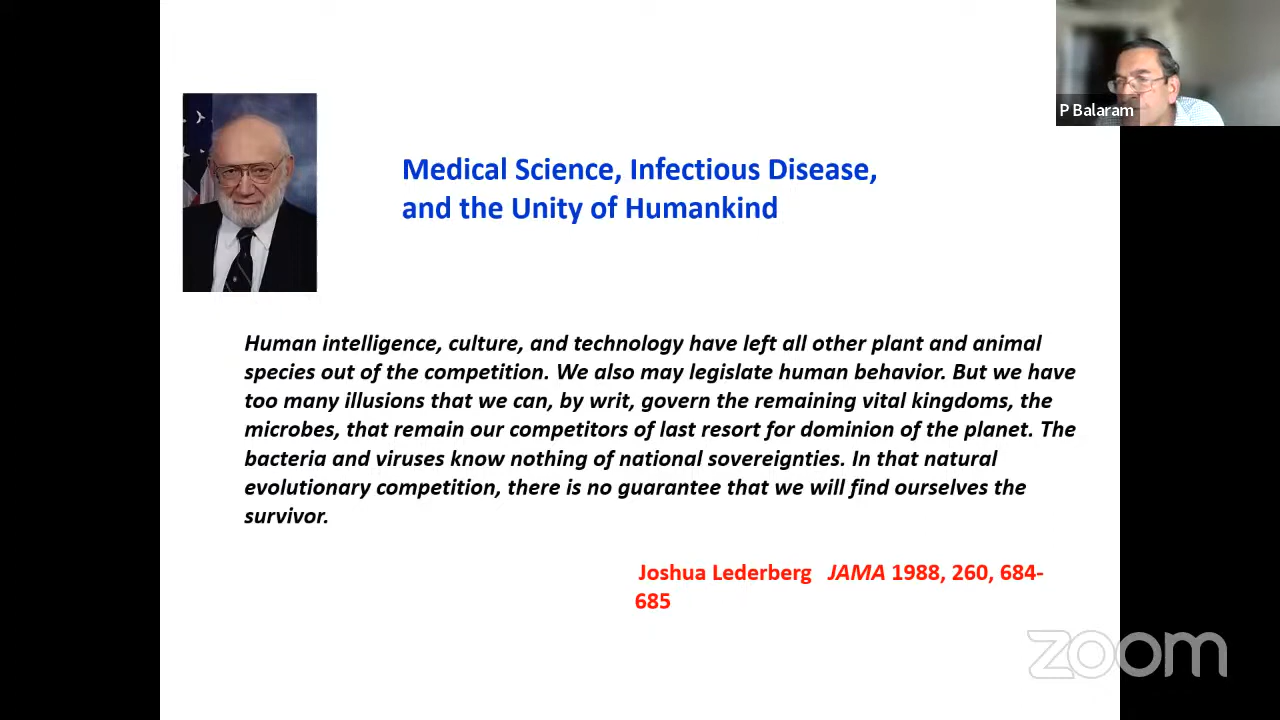 P Balaram
Medical Science, Infectious Disease,
and the Unity of Humankind
Human intelligence, culture, and technology have left all other plant and animal
species out of the competition. We also may legislate human behavior. But we have
too many illusions that we can, by writ, govern the remaining vital kingdoms, the
microbes, that remain our competitors of last resort for dominion of the planet. The
bacteria and viruses know nothing of national sovereignties. In that natural
evolutionary competition, there is no guarantee that we will find ourselves the
survivor.
Joshua Lederberg JAMA 1988, 260, 684-
685
zoom